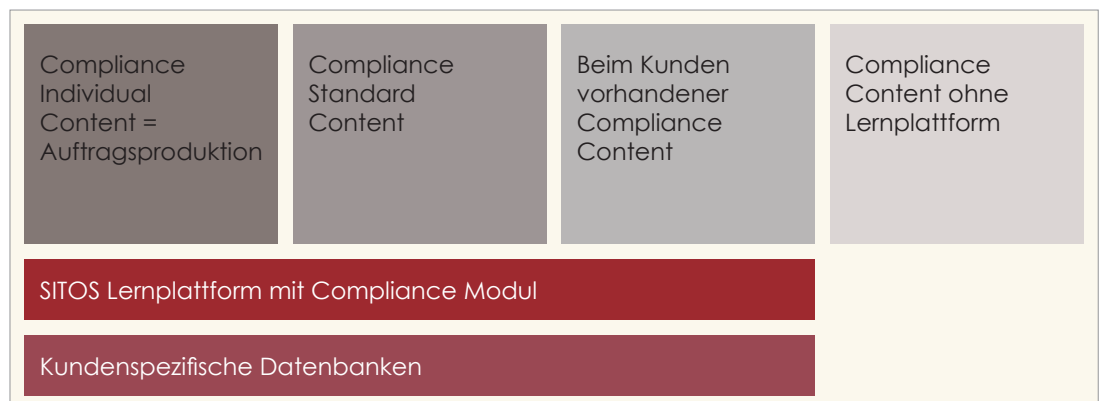 Compliance
Individual
Content =
Auftragsproduktion
Compliance
Standard
Content
Beim Kunden
vorhandener
Compliance
Content
Compliance
Content ohne
Lernplattform
SITOS Lernplattform mit Compliance Modul
Kundenspezifische Datenbanken